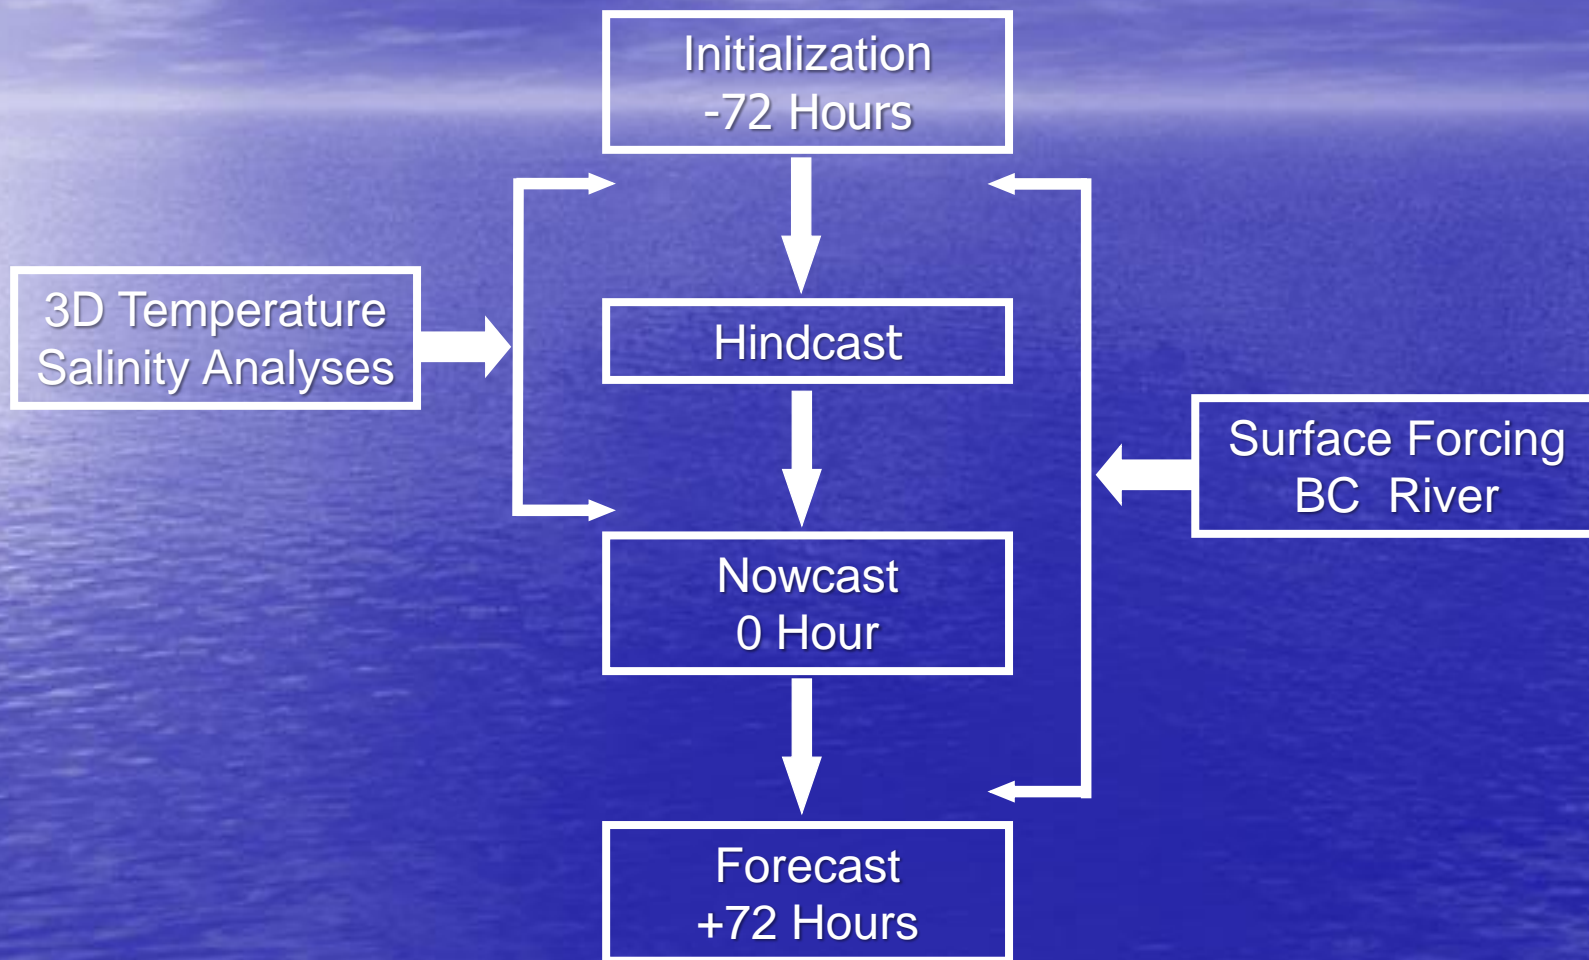 Initialization
-72 Hours
3D Temperature
Salinity Analyses
Hindcast
Surface Forcing
BC River
Nowcast
0 Hour
Forecast
+72 Hours